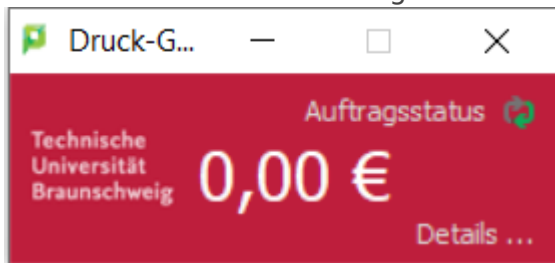 Druck-G...
Auftragsstatus
Technische
Universität
Braunschweig
0,00 €
Details ...